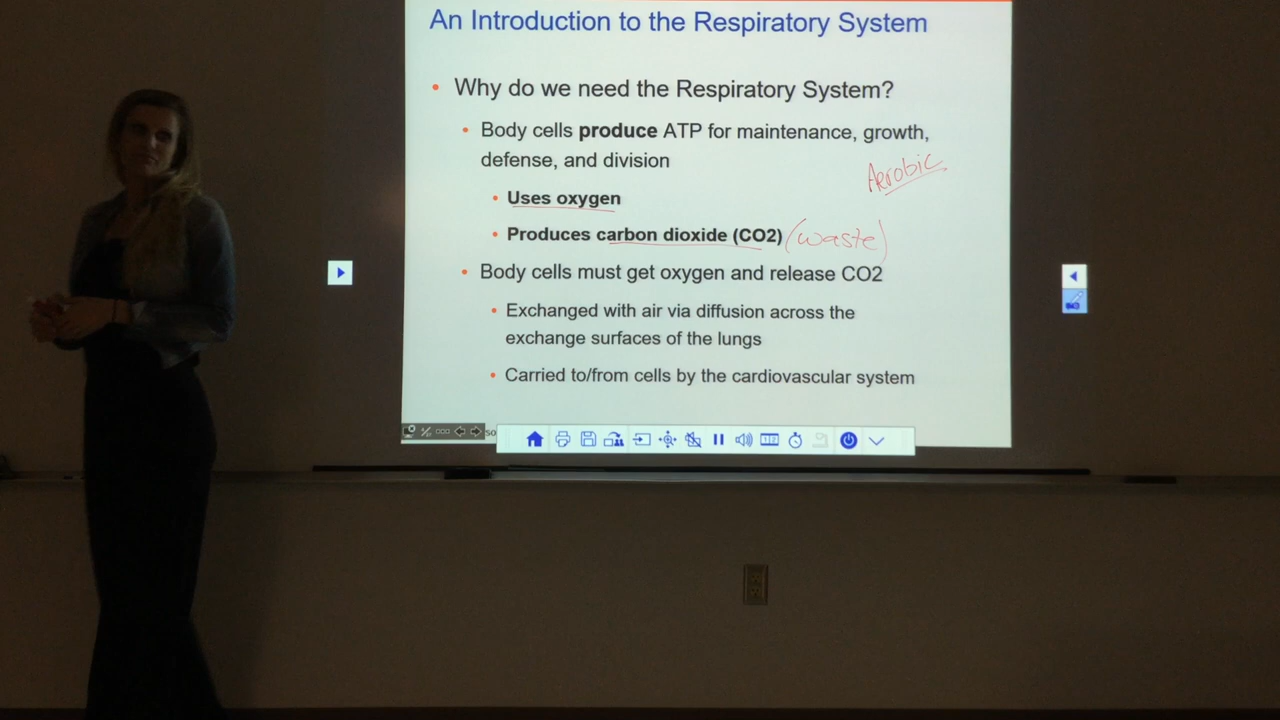 An Introduction to the Respiratory System
• Why do we need the Respiratory System?
• Body cells produce ATP for maintenance, growth,
defense, and division
Aerobic
• Uses oxygen
• Produces carbon dioxide (CO2) (waste)
• Body cells must get oxygen and release CO2
• Exchanged with air via diffusion across the
exchange surfaces of the lungs
• Carried to/from cells by the cardiovascular system